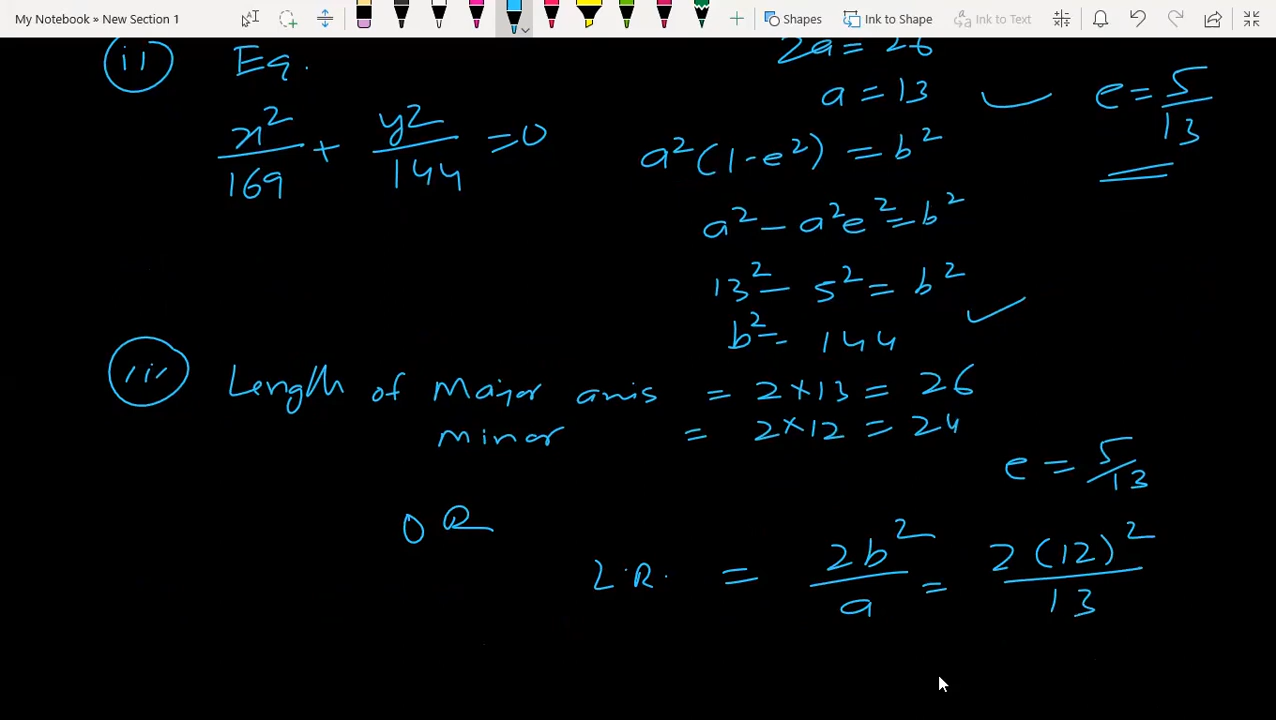 My Notebook » New Section 1
Shapes
Ink to Shape
Ink to Text
(ii) Eq.
x²/169 + y2/144 =0
2a = 26
a = 13
e = 5/13
a²(1-e²) = b²
a² - a²e² = b²
13² - 5² = b²
b² = 144
(iii) Length of Major axis = 2×13 = 26
minor = 2×12 = 24
e = 5/13
OR
L.R. = 2b²/a = 2(12)²/13